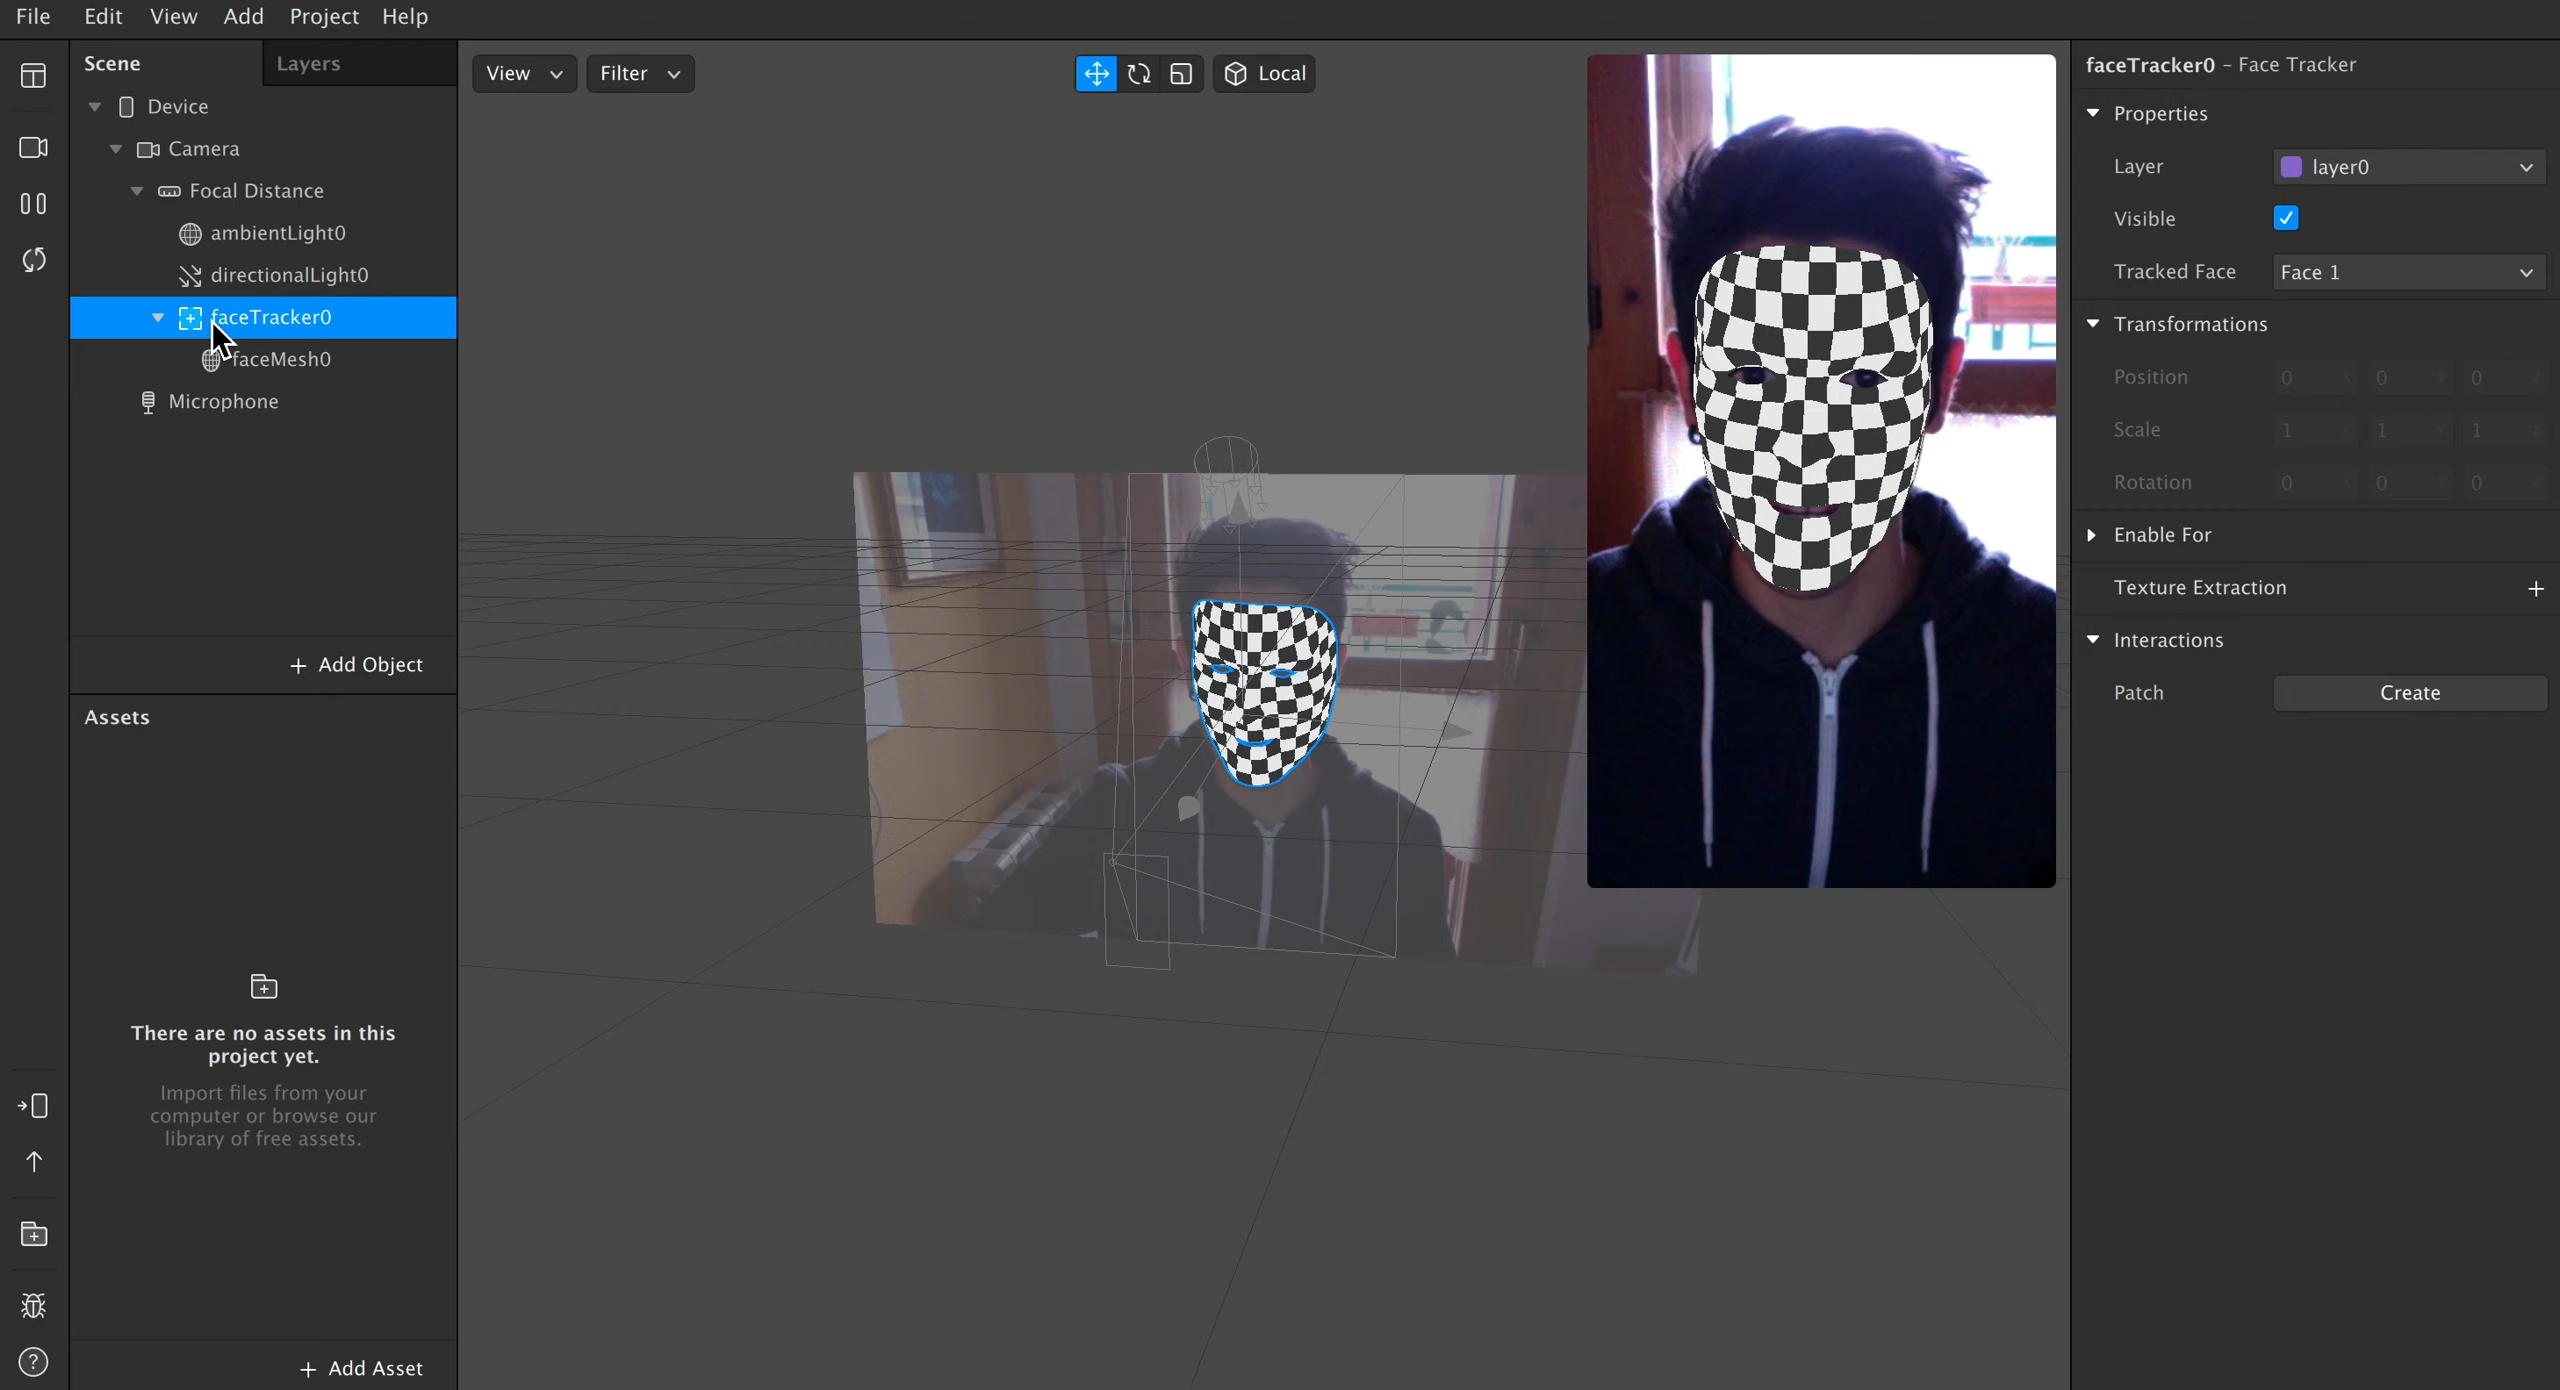 File Edit View Add Project Help
Scene Layers
Device
Camera
Focal Distance
ambientLight0
directionalLight0
faceTracker0
faceMesh0
Microphone
+ Add Object
Assets
There are no assets in this
project yet.
Import files from your
computer or browse our
library of free assets.
+ Add Asset
View Filter Local
faceTracker0 – Face Tracker
Properties
Layer layer0
Visible
Tracked Face Face 1
Transformations
Position 0 0 0
Scale 1 1 1
Rotation 0 0 0
Enable For
Texture Extraction +
Interactions
Patch Create